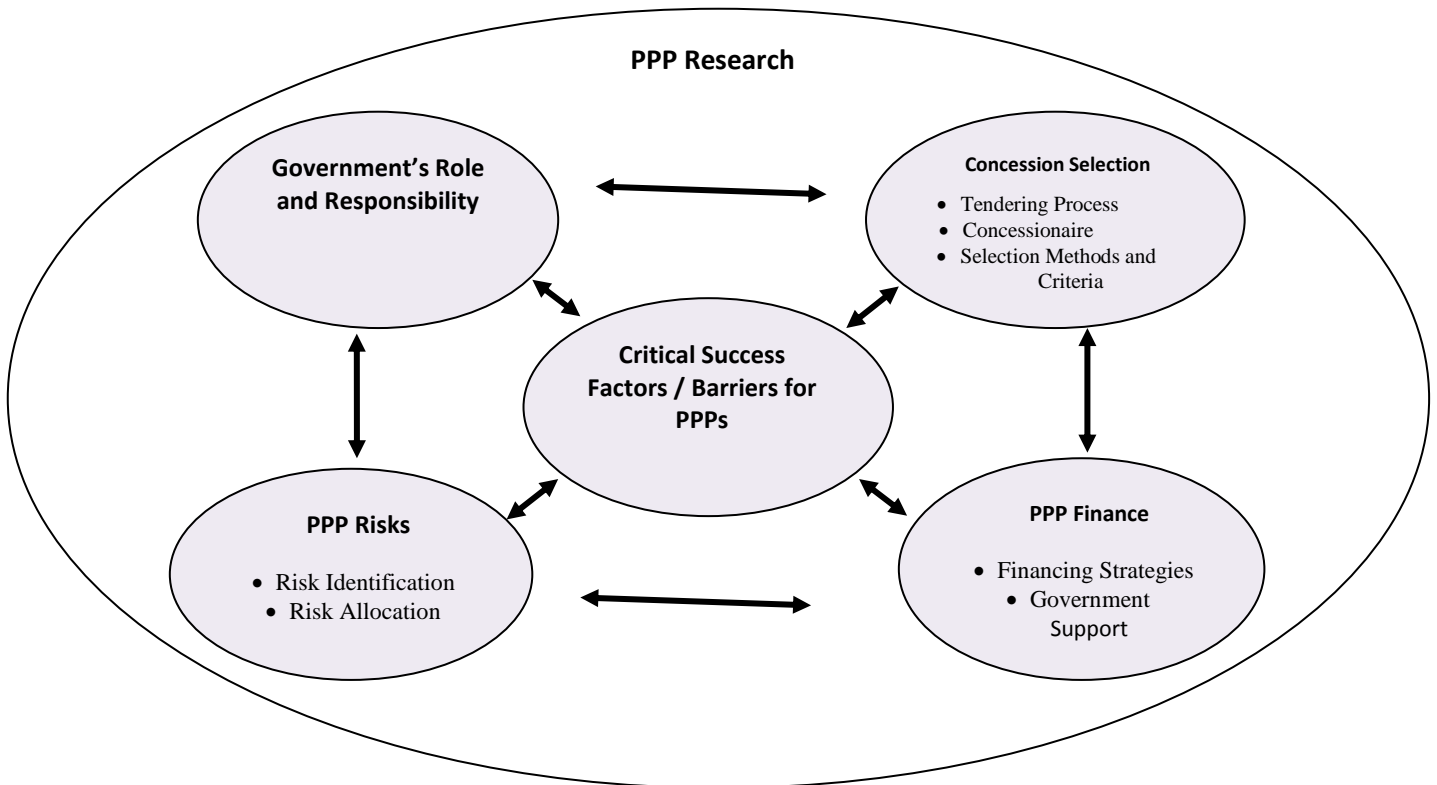 PPP Research
Government’s Role
and Responsibility
Concession Selection
• Tendering Process
• Concessionaire
• Selection Methods and
Criteria
Critical Success
Factors / Barriers for
PPPs
PPP Risks
• Risk Identification
• Risk Allocation
PPP Finance
• Financing Strategies
• Government
Support